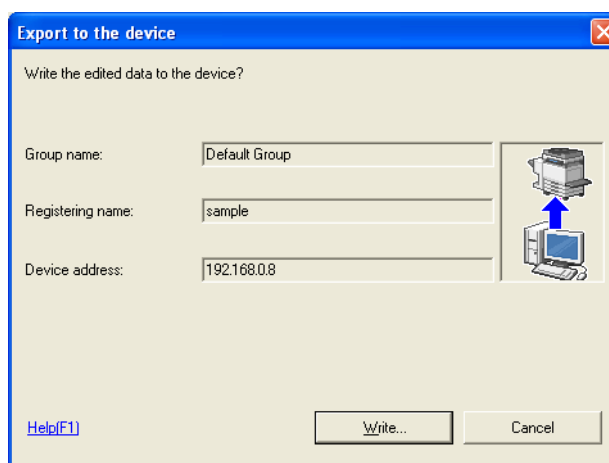 Export to the device
Write the edited data to the device?
Group name: Default Group
Registering name: sample
Device address: 192.168.0.8
Help(F1) Write... Cancel